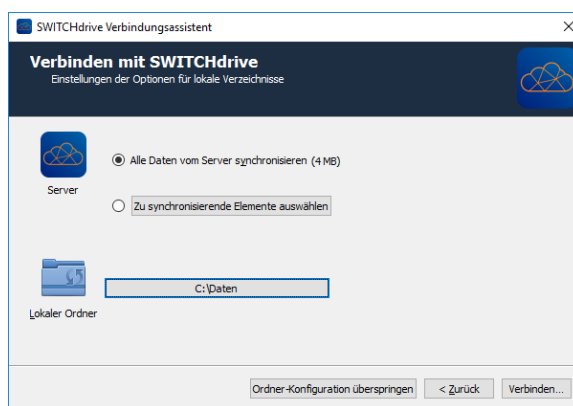 SWITCHdrive Verbindungsassistent
Verbinden mit SWITCHdrive
Einstellungen der Optionen für lokale Verzeichnisse
Alle Daten vom Server synchronisieren (4 MB)
Server
Zu synchronisierende Elemente auswählen
C:\Daten
Lokaler Ordner
Ordner-Konfiguration überspringen
< Zurück
Verbinden...